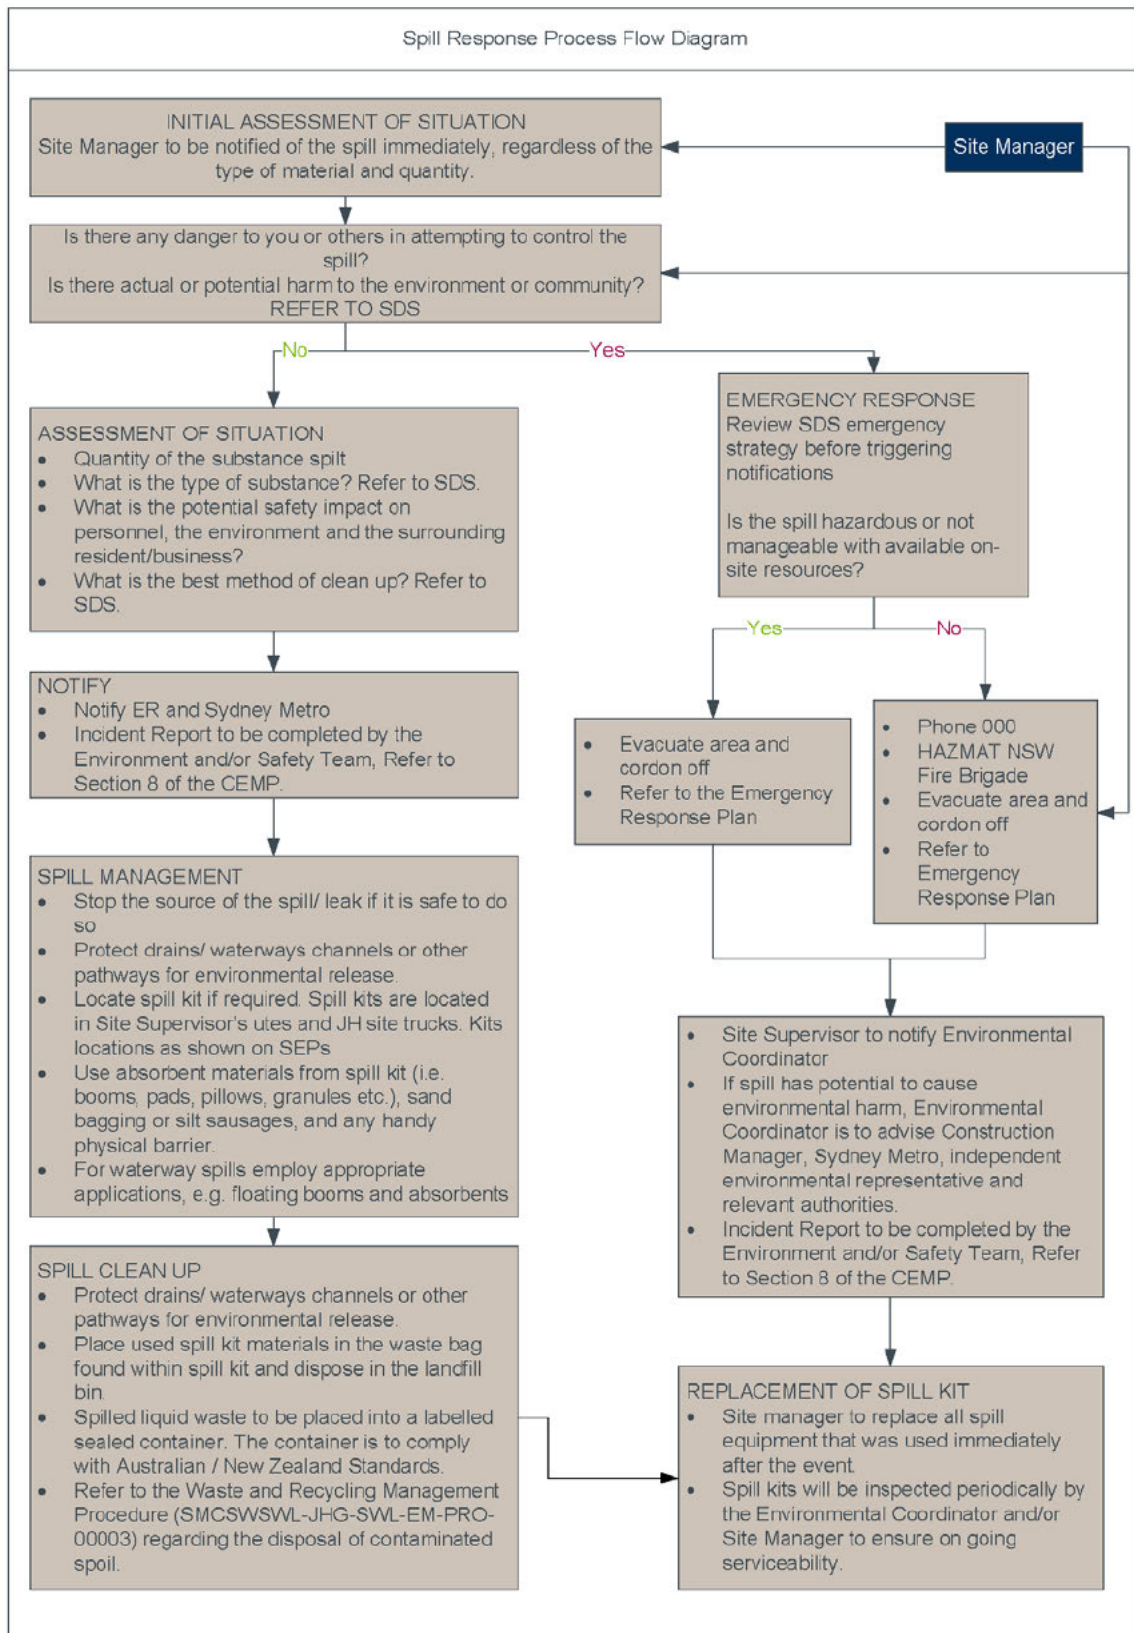 Spill Response Process Flow Diagram
INITIAL ASSESSMENT OF SITUATION
Site Manager to be notified of the spill immediately, regardless of the
type of material and quantity.
Site Manager
Is there any danger to you or others in attempting to control the
spill?
Is there actual or potential harm to the environment or community?
REFER TO SDS
No
Yes
ASSESSMENT OF SITUATION
• Quantity of the substance spilt
• What is the type of substance? Refer to SDS.
• What is the potential safety impact on
personnel, the environment and the surrounding
resident/business?
• What is the best method of clean up? Refer to
SDS.
EMERGENCY RESPONSE
Review SDS emergency
strategy before triggering
notifications
Is the spill hazardous or not
manageable with available on-
site resources?
Yes
No
NOTIFY
• Notify ER and Sydney Metro
• Incident Report to be completed by the
Environment and/or Safety Team, Refer to
Section 8 of the CEMP.
• Evacuate area and
cordon off
• Refer to the Emergency
Response Plan
• Phone 000
• HAZMAT NSW
Fire Brigade
• Evacuate area and
cordon off
• Refer to
Emergency
Response Plan
SPILL MANAGEMENT
• Stop the source of the spill/ leak if it is safe to do
so
• Protect drains/ waterways channels or other
pathways for environmental release.
• Locate spill kit if required. Spill kits are located
in Site Supervisor's utes and JH site trucks. Kits
locations as shown on SEPs
• Use absorbent materials from spill kit (i.e.
booms, pads, pillows, granules etc.), sand
bagging or silt sausages, and any handy
physical barrier.
• For waterway spills employ appropriate
applications, e.g. floating booms and absorbents
• Site Supervisor to notify Environmental
Coordinator
• If spill has potential to cause
environmental harm, Environmental
Coordinator is to advise Construction
Manager, Sydney Metro, independent
environmental representative and
relevant authorities.
• Incident Report to be completed by the
Environment and/or Safety Team, Refer
to Section 8 of the CEMP.
SPILL CLEAN UP
• Protect drains/ waterways channels or other
pathways for environmental release.
• Place used spill kit materials in the waste bag
found within spill kit and dispose in the landfill
bin.
• Spilled liquid waste to be placed into a labelled
sealed container. The container is to comply
with Australian / New Zealand Standards.
• Refer to the Waste and Recycling Management
Procedure (SMCSWSWL-JHG-SWL-EM-PRO-
00003) regarding the disposal of contaminated
spoil.
REPLACEMENT OF SPILL KIT
• Site manager to replace all spill
equipment that was used immediately
after the event.
• Spill kits will be inspected periodically by
the Environmental Coordinator and/or
Site Manager to ensure on going
serviceability.